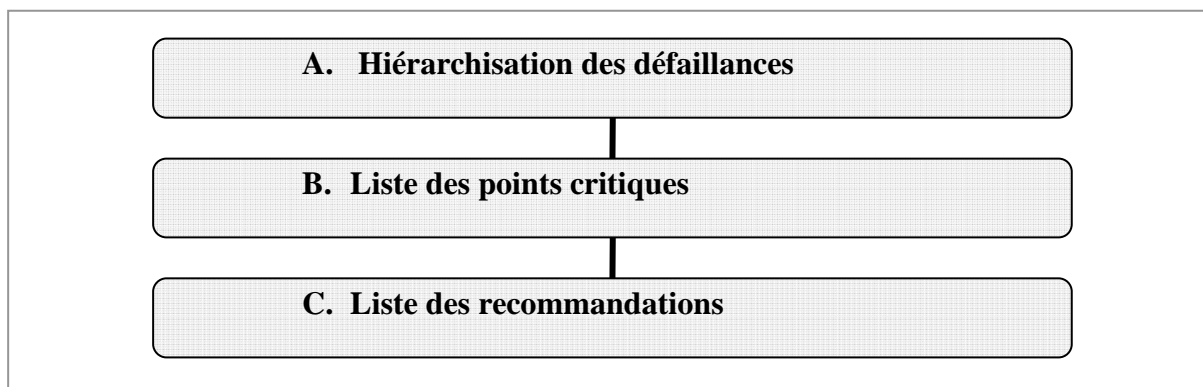 A. Hiérarchisation des défaillances
B. Liste des points critiques
C. Liste des recommandations